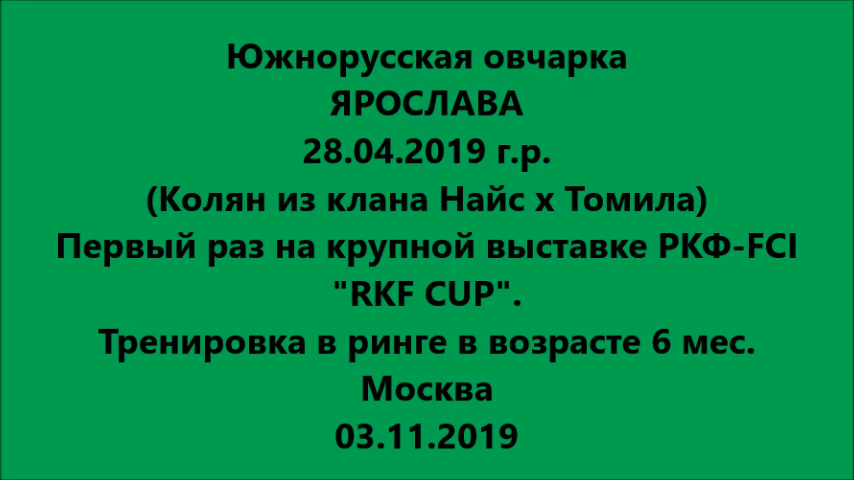 Южнорусская овчарка
ЯРОСЛАВА
28.04.2019 г.р.
(Колян из клана Найс х Томила)
Первый раз на крупной выставке РКФ-FCI
"RKF CUP".
Тренировка в ринге в возрасте 6 мес.
Москва
03.11.2019